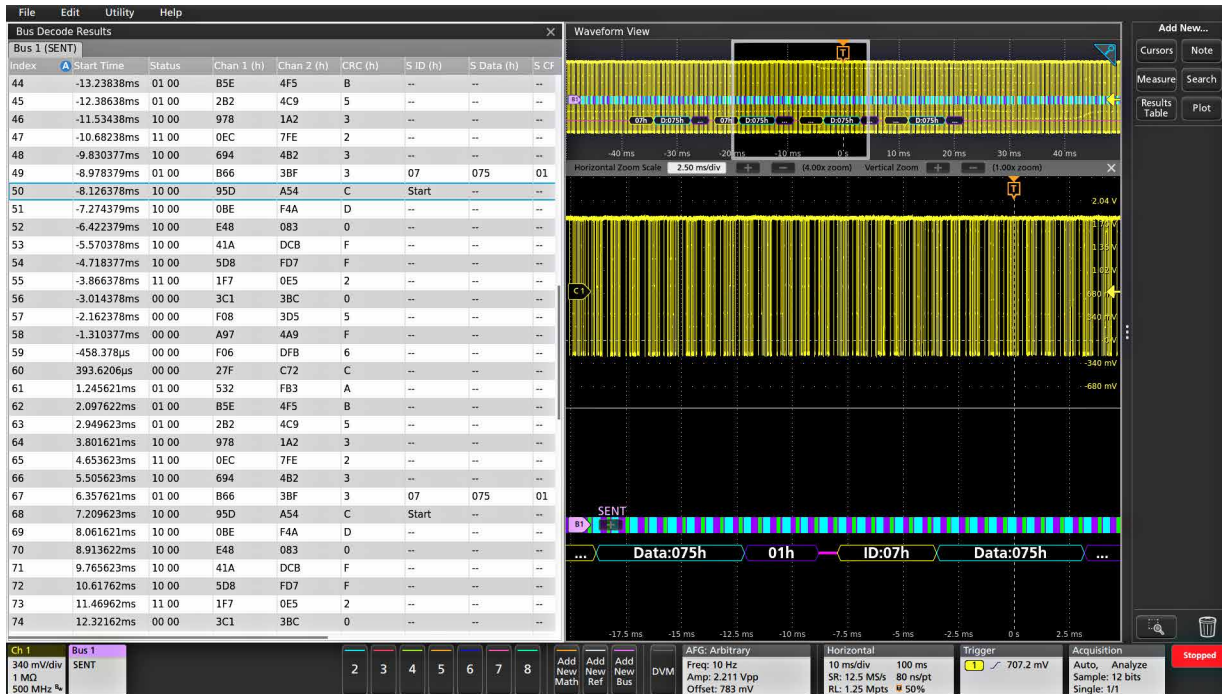 File Edit Utility Help
Bus Decode Results
Bus 1 (SENT)
Index Start Time Status Chan 1 (h) Chan 2 (h) CRC (h) S ID (h) S Data (h) S CF
44 -13.23838ms 01 00 B5E 4F5 B -- -- --
45 -12.38638ms 01 00 2B2 4C9 5 -- -- --
46 -11.53438ms 10 00 978 1A2 3 -- -- --
47 -10.68238ms 11 00 0EC 7FE 2 -- -- --
48 -9.830377ms 10 00 694 4B2 3 -- -- --
49 -8.978379ms 01 00 B66 3BF 3 07 075 01
50 -8.126378ms 10 00 95D A54 C Start -- --
51 -7.274379ms 10 00 0BE F4A D -- -- --
52 -6.422379ms 10 00 E48 083 0 -- -- --
53 -5.570378ms 10 00 41A DCB F -- -- --
54 -4.718377ms 10 00 5D8 FD7 F -- -- --
55 -3.866378ms 11 00 1F7 0E5 2 -- -- --
56 -3.014378ms 00 00 3C1 3BC 0 -- -- --
57 -2.162378ms 00 00 F08 3D5 5 -- -- --
58 -1.310377ms 00 00 A97 4A9 F -- -- --
59 -458.378µs 00 00 F06 DFB 6 -- -- --
60 393.6206µs 00 00 27F C72 C -- -- --
61 1.245621ms 01 00 532 FB3 A -- -- --
62 2.097622ms 01 00 B5E 4F5 B -- -- --
63 2.949623ms 01 00 2B2 4C9 5 -- -- --
64 3.801621ms 10 00 978 1A2 3 -- -- --
65 4.653623ms 11 00 0EC 7FE 2 -- -- --
66 5.505623ms 10 00 694 4B2 3 -- -- --
67 6.357621ms 01 00 B66 3BF 3 07 075 01
68 7.209623ms 10 00 95D A54 C Start -- --
69 8.061621ms 10 00 0BE F4A D -- -- --
70 8.913622ms 10 00 E48 083 0 -- -- --
71 9.765623ms 10 00 41A DCB F -- -- --
72 10.61762ms 10 00 5D8 FD7 F -- -- --
73 11.46962ms 11 00 1F7 0E5 2 -- -- --
74 12.32162ms 00 00 3C1 3BC 0 -- -- --
Waveform View
T
B1
07h D:075h ... 07h D:075h ... ... D:075h ... ... D:075h ...
-40 ms -30 ms -20 ms -10 ms 0 s 10 ms 20 ms 30 ms 40 ms
Horizontal Zoom Scale 2.50 ms/div + - (4.00x zoom) Vertical Zoom + - (1.00x zoom)
T
2.04 V
C1
-340 mV
-680 mV
SENT
B1 +
... Data:075h 01h ID:07h Data:075h ...
-17.5 ms -15 ms -12.5 ms -10 ms -7.5 ms -5 ms -2.5 ms 0 s 2.5 ms
Add New...
Cursors Note
Measure Search
Results Table Plot
Ch 1
340 mV/div
1 MΩ
500 MHz
Bus 1
SENT
2 3 4 5 6 7 8
Add New Math
Add New Ref
Add New Bus
DVM
AFG: Arbitrary
Freq: 10 Hz
Amp: 2.211 Vpp
Offset: 783 mV
Horizontal
10 ms/div 100 ms
SR: 12.5 MS/s 80 ns/pt
RL: 1.25 Mpts 50%
Trigger
1 707.2 mV
Acquisition
Auto, Analyze
Sample: 12 bits
Single: 1/1
Stopped